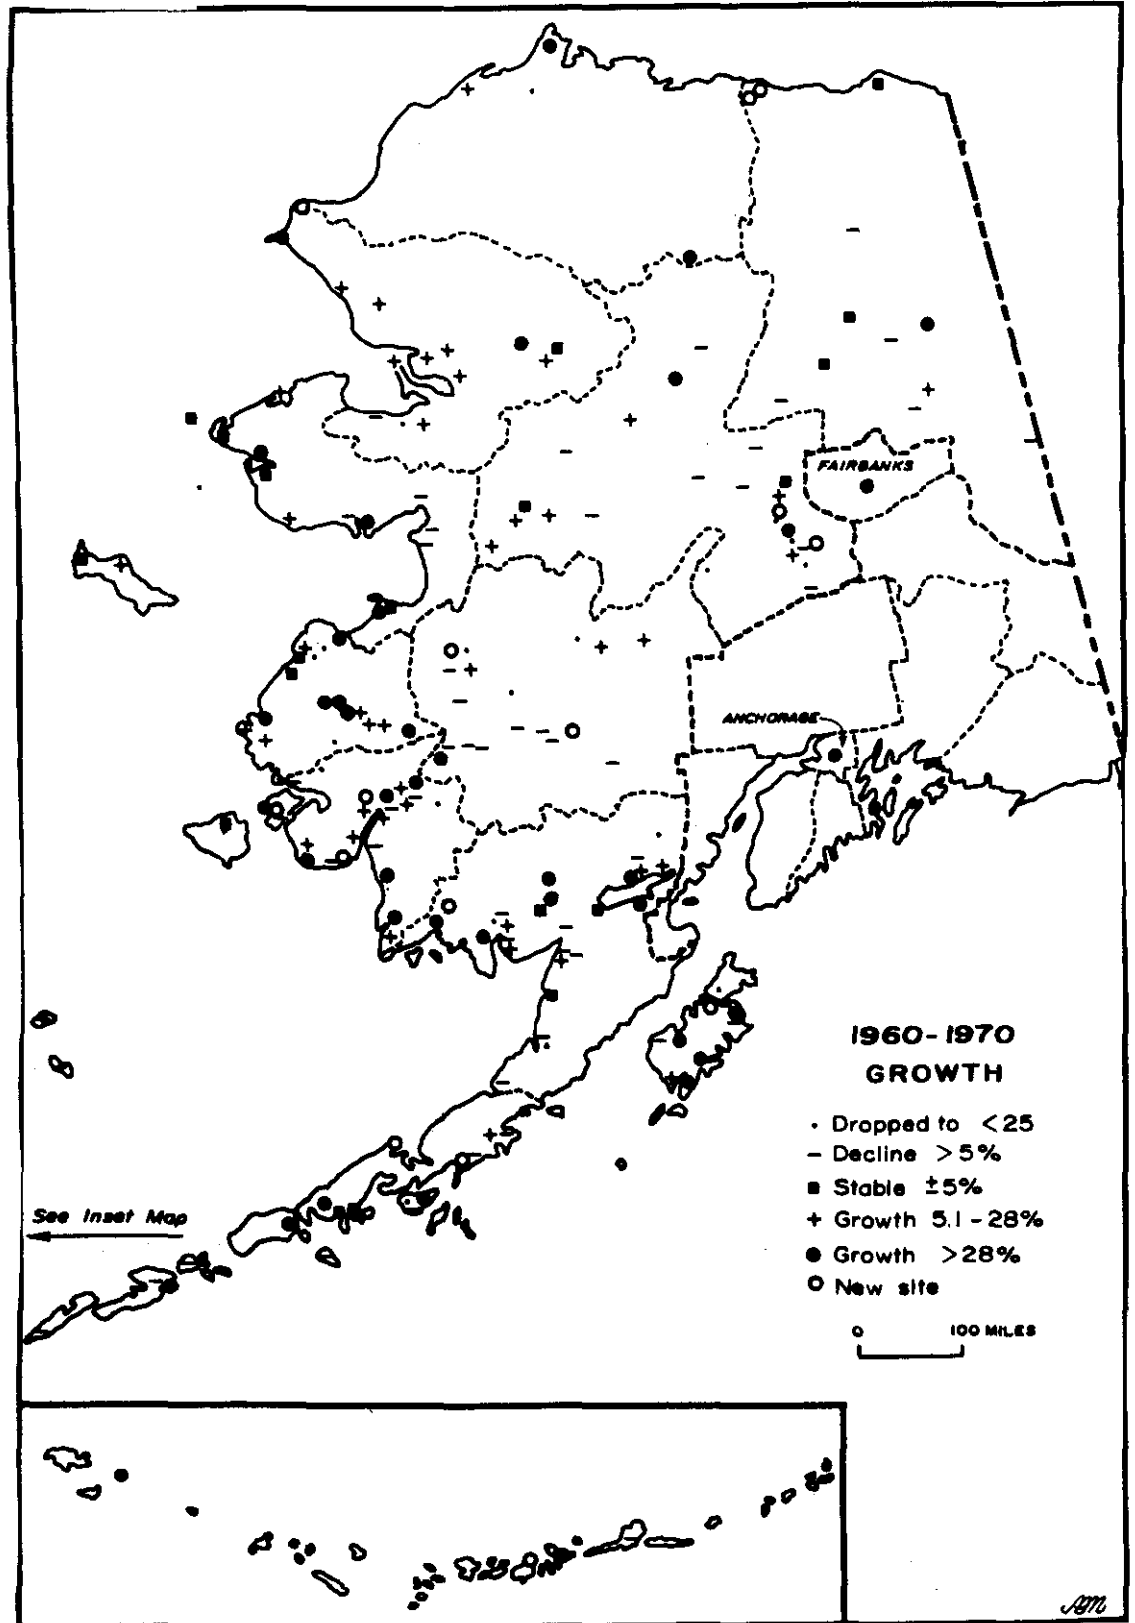 FAIRBANKS
ANCHORAGE
1960-1970
GROWTH
• Dropped to <25
– Decline >5%
■ Stable ±5%
+ Growth 5.1-28%
● Growth >28%
○ New site
0 100 MILES
See Inset Map
AM